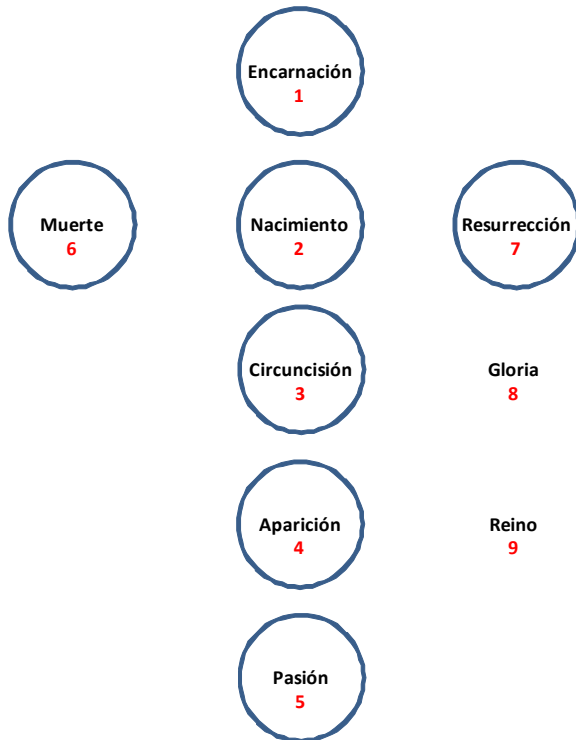 Encarnación
1
Muerte
6
Nacimiento
2
Resurrección
7
Circuncisión
3
Gloria
8
Aparición
4
Reino
9
Pasión
5